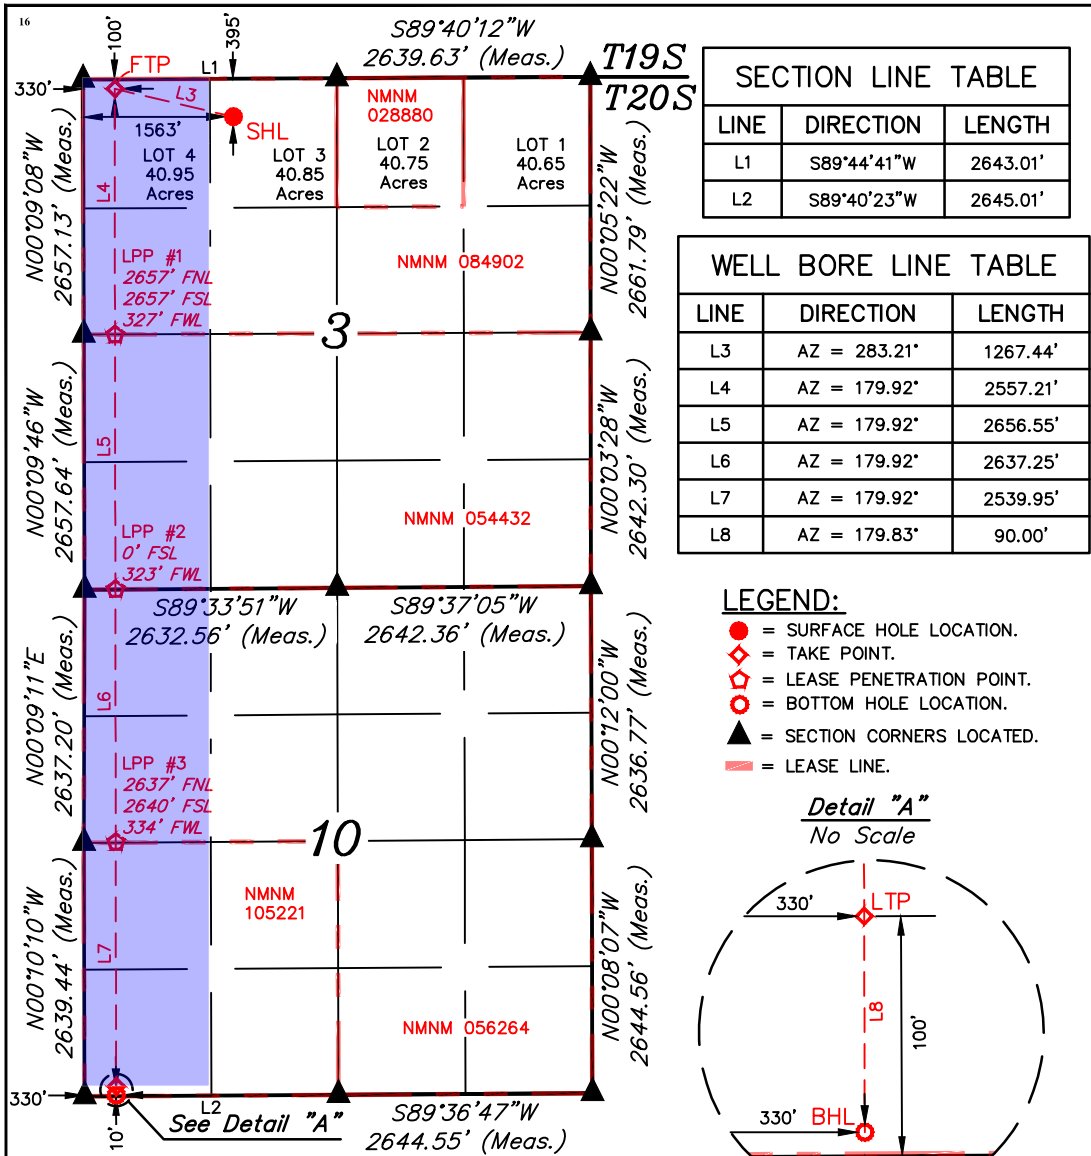 16
100'
395'
S89°40'12"W
2639.63' (Meas.)
T19S
T20S
FTP
L1
330'
L3
1563'
SHL
NMNM
028880
LOT 4
40.95
Acres
LOT 3
40.85
Acres
LOT 2
40.75
Acres
LOT 1
40.65
Acres
N00°09'08"W
2657.13' (Meas.)
L4
N00°05'22"W
2661.79' (Meas.)
LPP #1
2657' FNL
2657' FSL
327' FWL
NMNM 084902
3
N00°09'46"W
2657.64' (Meas.)
L5
N00°03'28"W
2642.30' (Meas.)
LPP #2
0' FSL
323' FWL
NMNM 054432
S89°33'51"W
2632.56' (Meas.)
S89°37'05"W
2642.36' (Meas.)
N00°09'11"E
2637.20' (Meas.)
L6
N00°12'00"W
2636.77' (Meas.)
LPP #3
2637' FNL
2640' FSL
334' FWL
10
NMNM
105221
N00°10'10"W
2639.44' (Meas.)
L7
N00°08'07"W
2644.56' (Meas.)
NMNM 056264
330'
10'
See Detail "A"
L2
S89°36'47"W
2644.55' (Meas.)
SECTION LINE TABLE
LINE DIRECTION LENGTH
L1 S89°44'41"W 2643.01'
L2 S89°40'23"W 2645.01'
WELL BORE LINE TABLE
LINE DIRECTION LENGTH
L3 AZ = 283.21° 1267.44'
L4 AZ = 179.92° 2557.21'
L5 AZ = 179.92° 2656.55'
L6 AZ = 179.92° 2637.25'
L7 AZ = 179.92° 2539.95'
L8 AZ = 179.83° 90.00'
LEGEND:
= SURFACE HOLE LOCATION.
= TAKE POINT.
= LEASE PENETRATION POINT.
= BOTTOM HOLE LOCATION.
= SECTION CORNERS LOCATED.
= LEASE LINE.
Detail "A"
No Scale
330'
LTP
L8
100'
330'
BHL